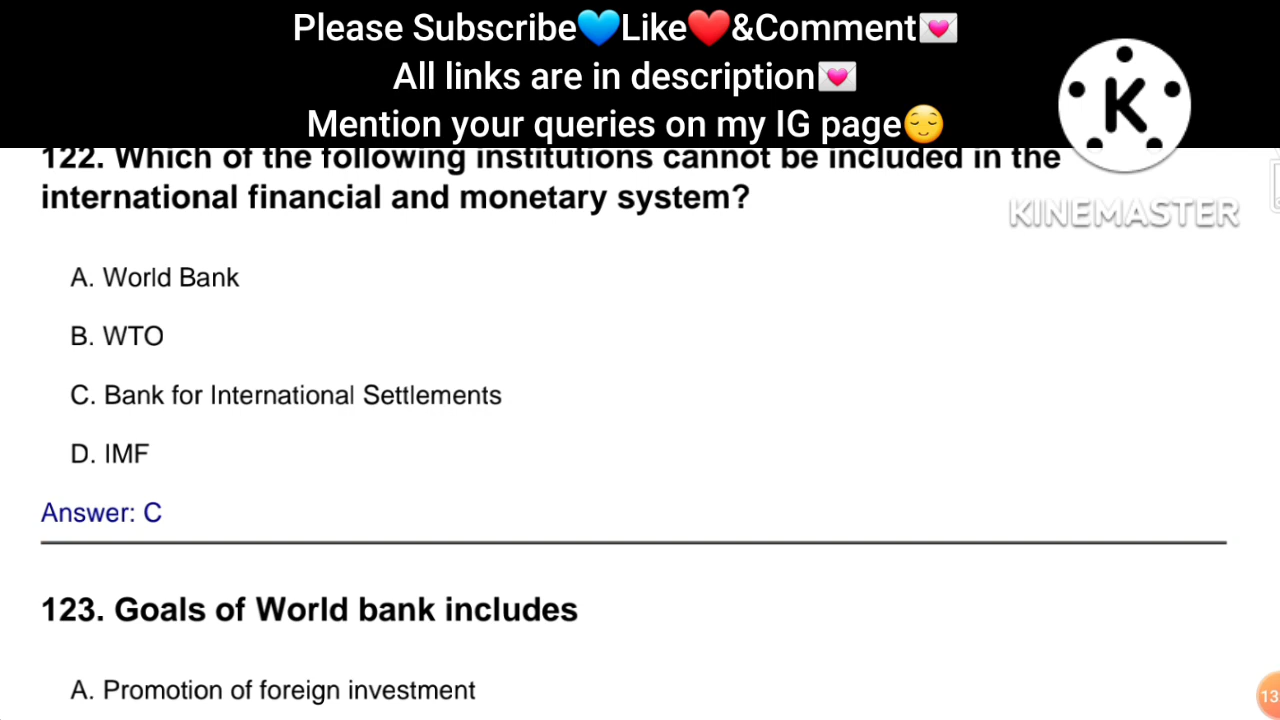 Please Subscribe💙Like❤️&Comment💌
All links are in description💌
Mention your queries on my IG page😌
K
KINEMASTER
122. Which of the following institutions cannot be included in the
international financial and monetary system?
A. World Bank
B. WTO
C. Bank for International Settlements
D. IMF
Answer: C
123. Goals of World bank includes
A. Promotion of foreign investment
13